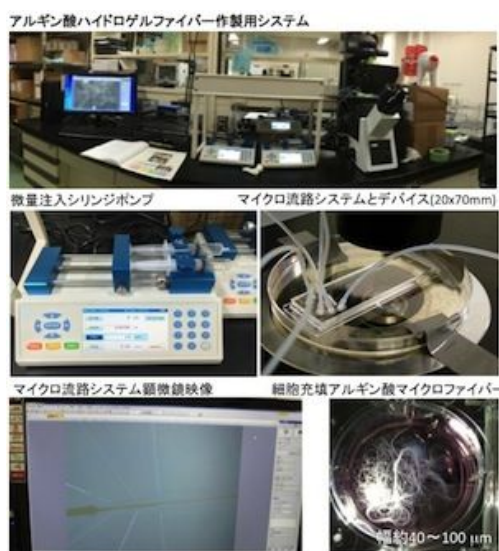 アルギン酸ハイドロゲルファイバー作製用システム
微量注入シリンジポンプ
マイクロ流路システムとデバイス(20x70mm)
マイクロ流路システム顕微鏡映像
細胞充填アルギン酸マイクロファイバー
幅約40～100 μm